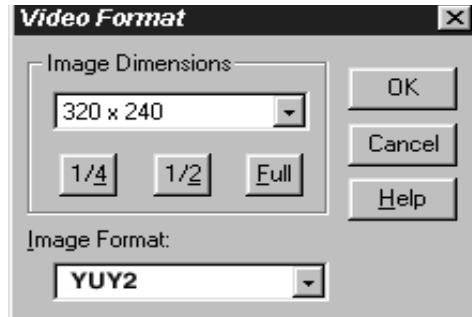 Video Format
Image Dimensions
320 x 240
OK
Cancel
1/4 1/2 Full
Help
Image Format:
YUY2